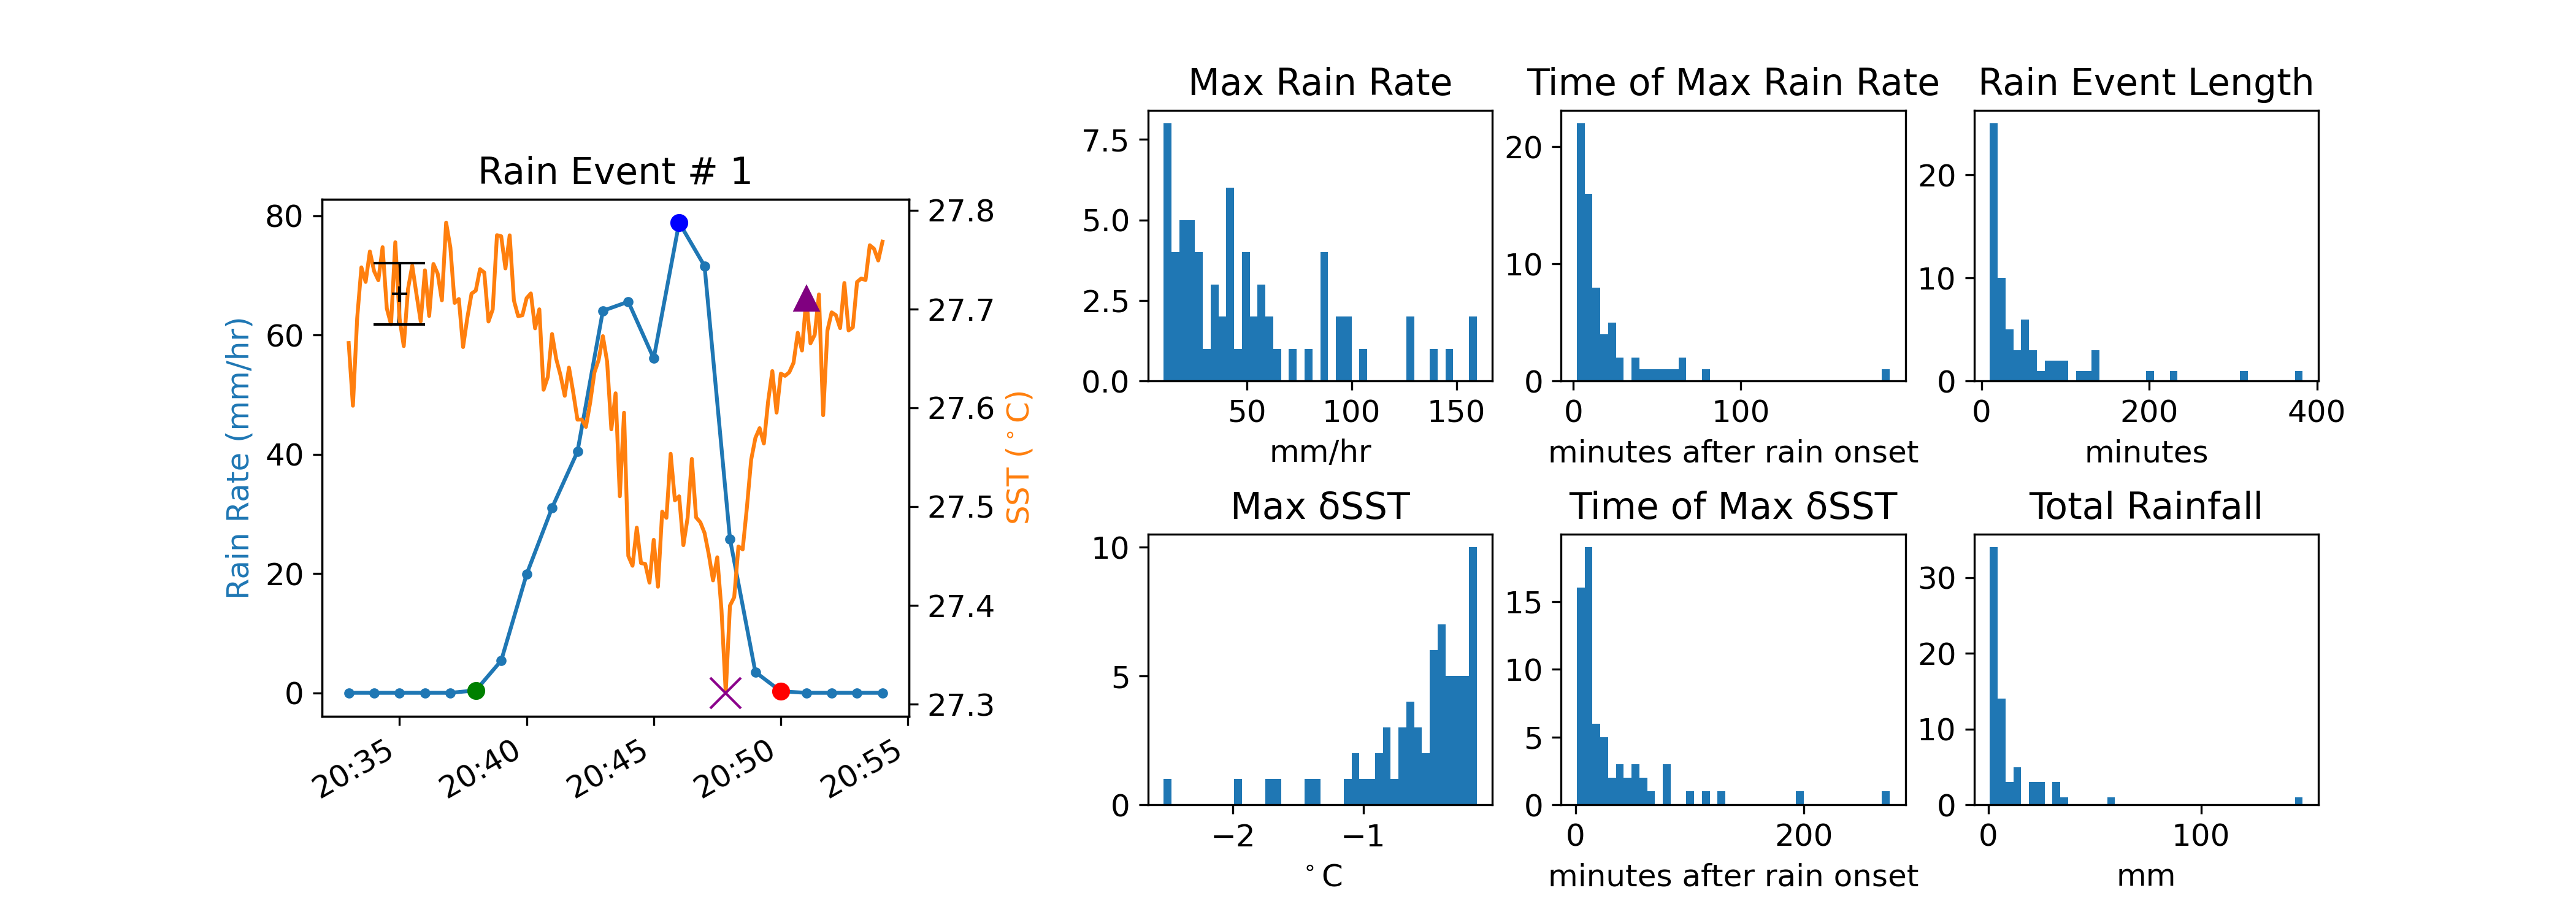 Rain Event # 1
80
60
40
20
0
Rain Rate (mm/hr)
27.8
27.7
27.6
27.5
27.4
27.3
SST (°C)
20:35 20:40 20:45 20:50 20:55
Max Rain Rate
7.5
5.0
2.5
0.0
50 100 150
mm/hr
Time of Max Rain Rate
20
10
0
0 100
minutes after rain onset
Rain Event Length
20
10
0
0 200 400
minutes
Max δSST
10
5
0
−2 −1
°C
Time of Max δSST
15
10
5
0
0 200
minutes after rain onset
Total Rainfall
30
20
10
0
0 100
mm